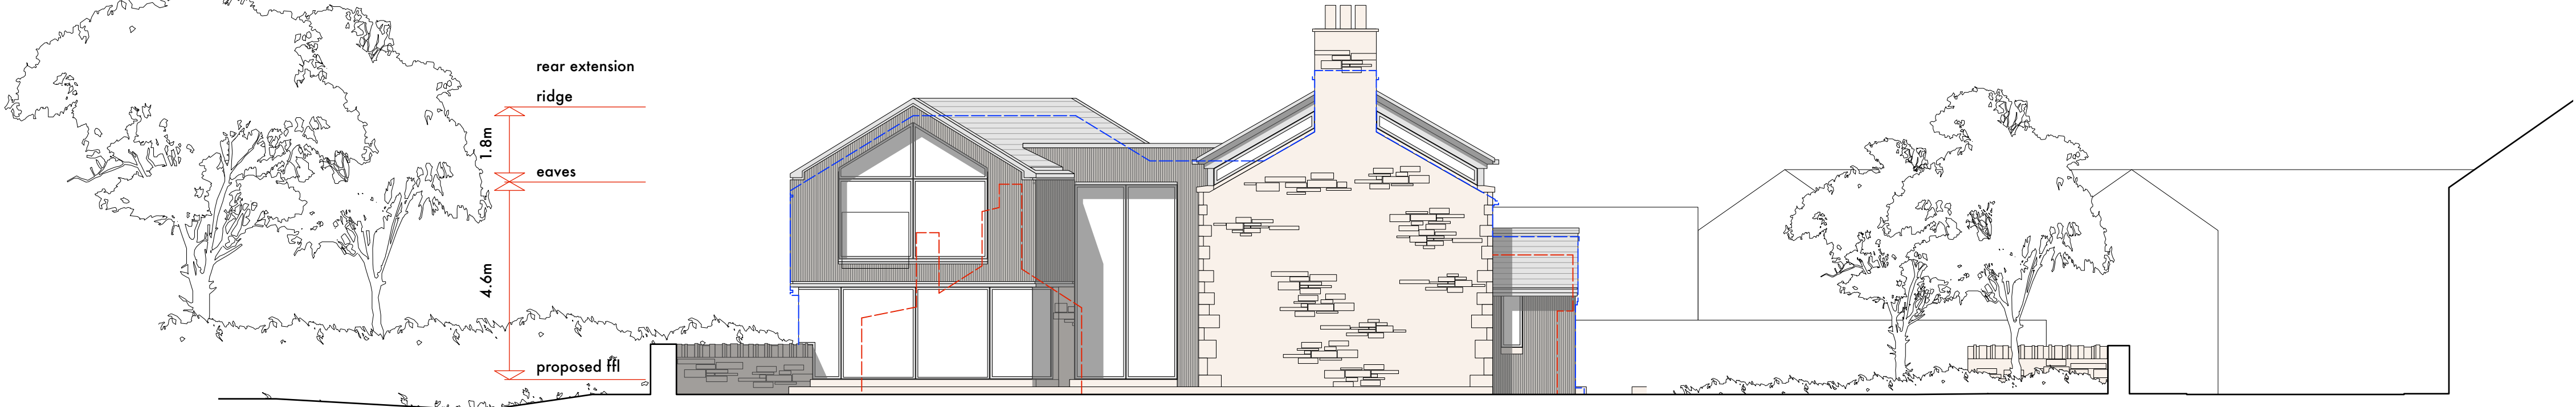 rear extension
ridge
1.8m
eaves
4.6m
proposed ffl